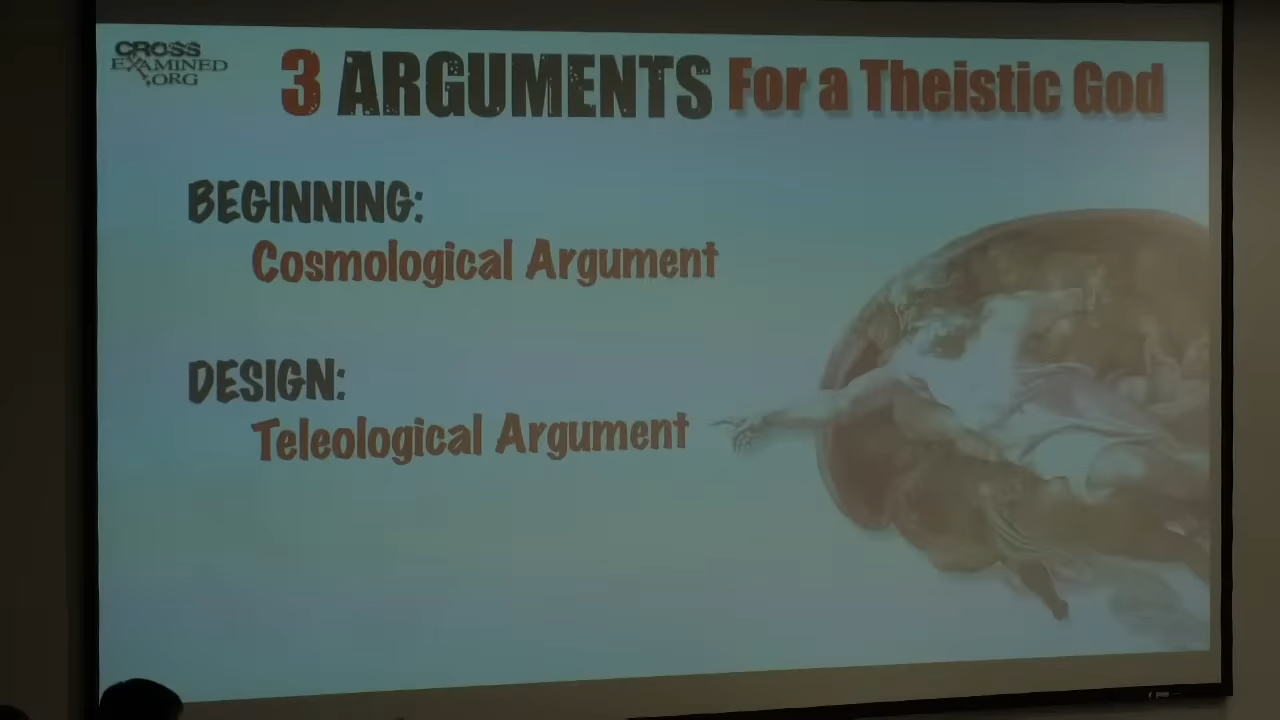 CROSS
EXAMINED
.ORG
3 ARGUMENTS For a Theistic God
BEGINNING:
Cosmological Argument
DESIGN:
Teleological Argument